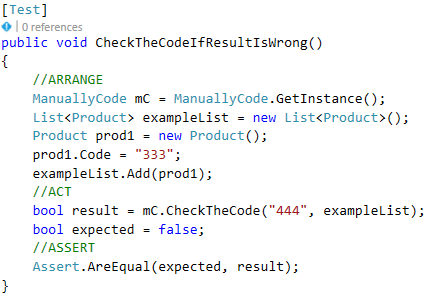 [Test]
| 0 references
public void CheckTheCodeIfResultIsWrong()
{
    //ARRANGE
    ManuallyCode mC = ManuallyCode.GetInstance();
    List<Product> exampleList = new List<Product>();
    Product prod1 = new Product();
    prod1.Code = "333";
    exampleList.Add(prod1);
    //ACT
    bool result = mC.CheckTheCode("444", exampleList);
    bool expected = false;
    //ASSERT
    Assert.AreEqual(expected, result);
}